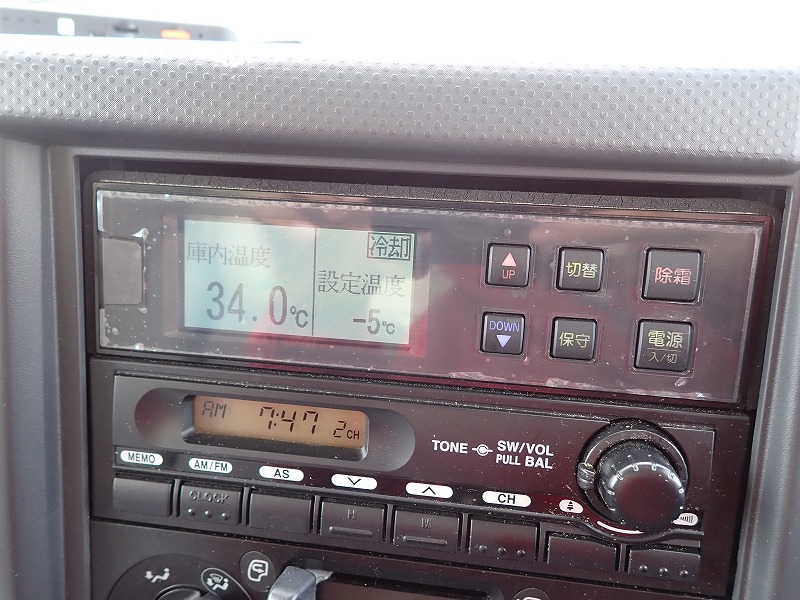 庫内温度
34.0℃
冷却
設定温度
-5℃
UP
切替
除霜
DOWN
保守
電源
入/切
AM 7:47 2CH
TONE SW/VOL
PULL BAL
MEMO
AM/FM
AS
CH
CLOCK
H
M